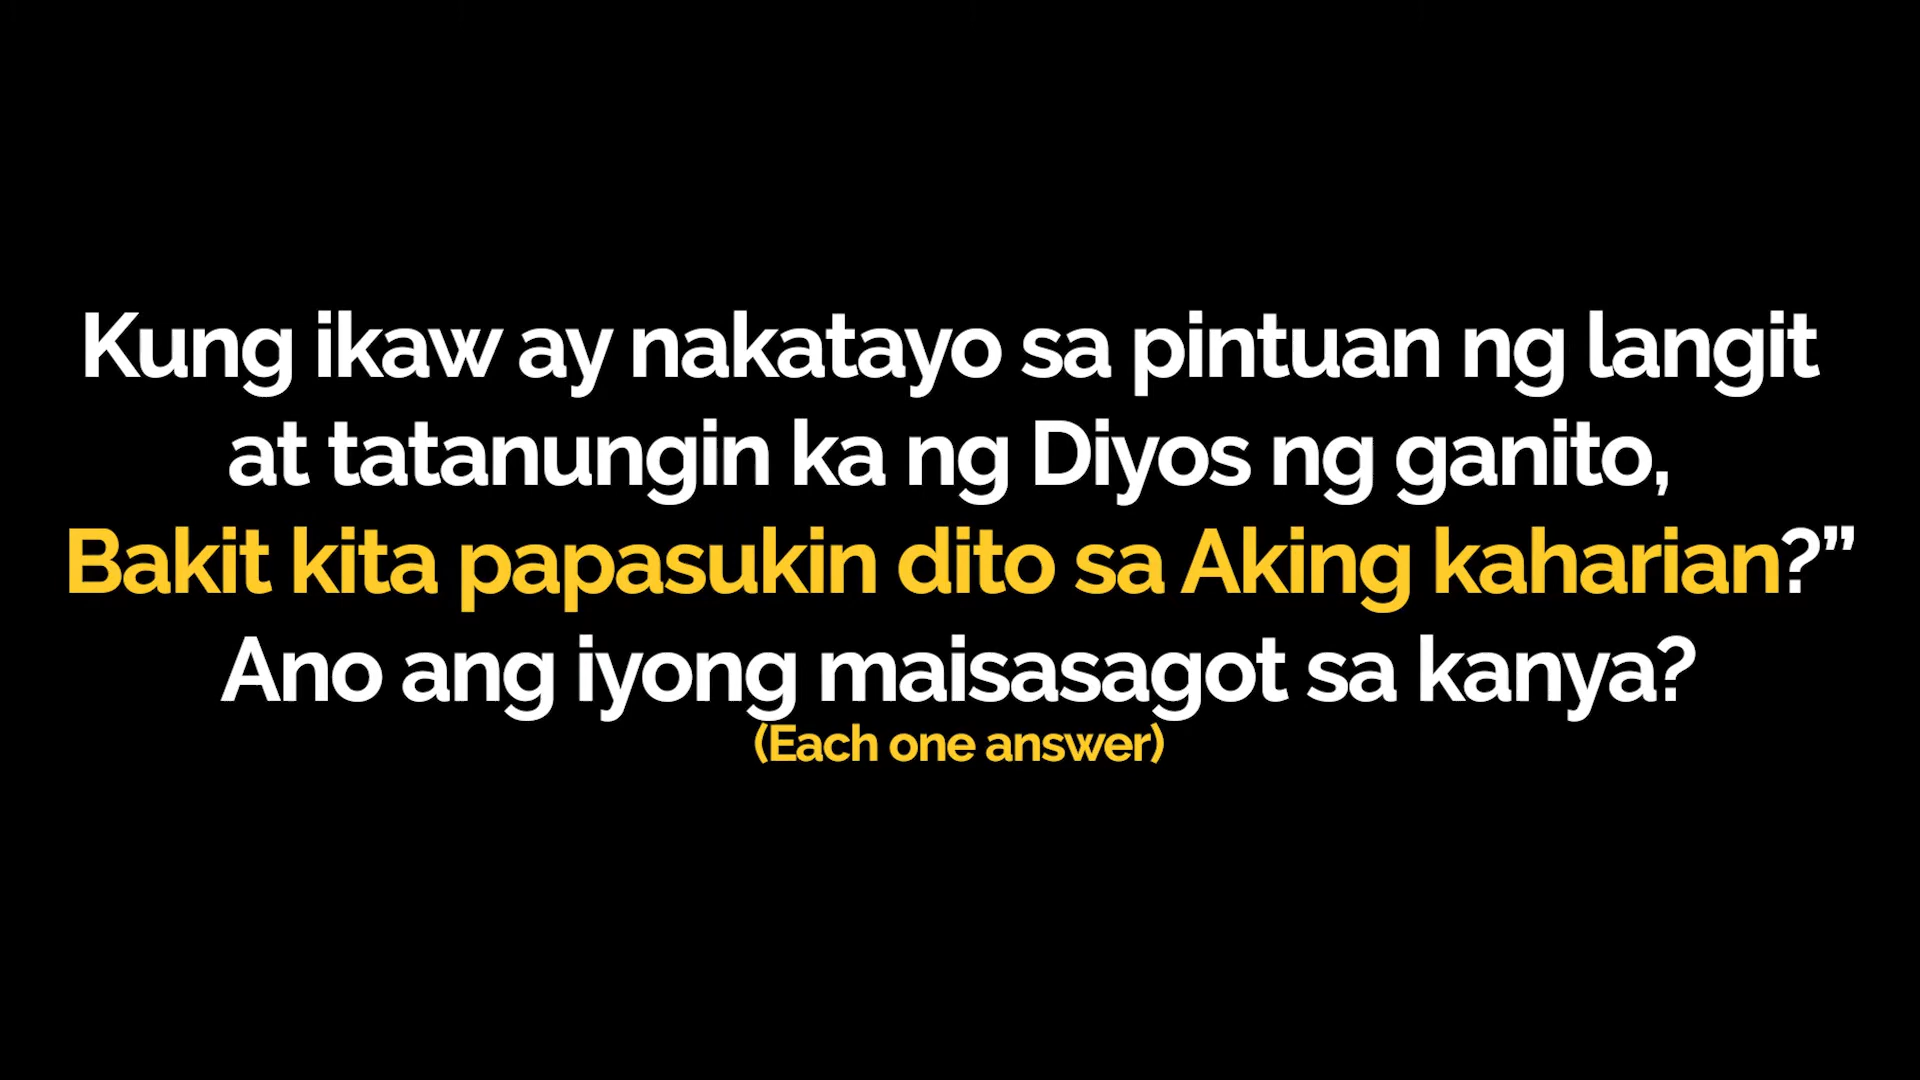 Kung ikaw ay nakatayo sa pintuan ng langit
at tatanungin ka ng Diyos ng ganito,
Bakit kita papasukin dito sa Aking kaharian?”
Ano ang iyong maisasagot sa kanya?
(Each one answer)